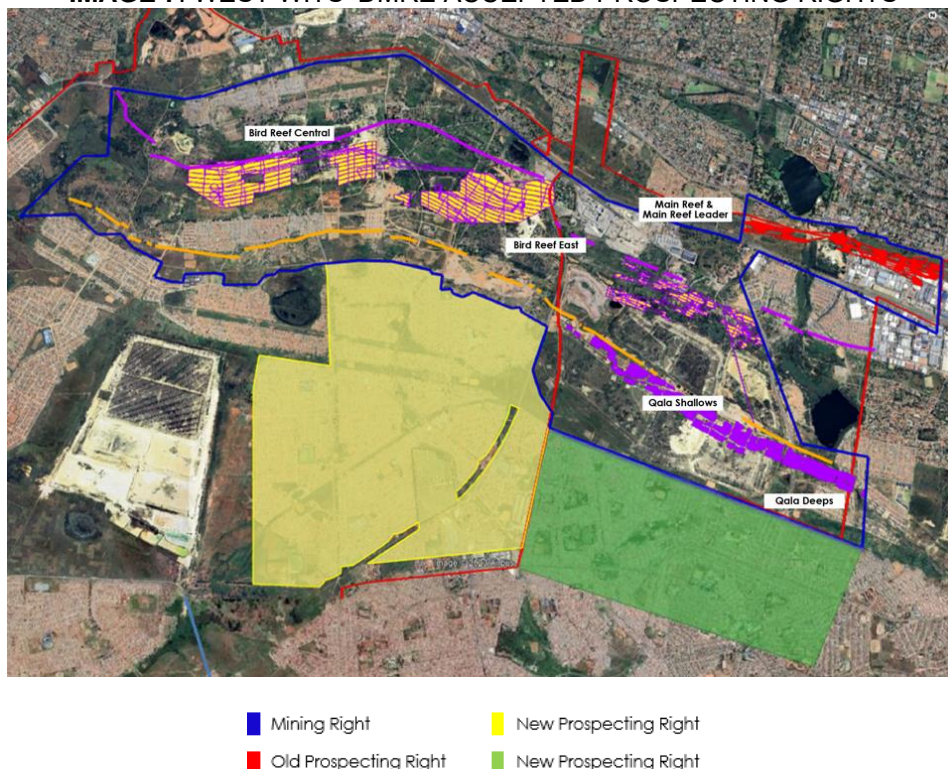 Bird Reef Central
Main Reef &
Main Reef Leader
Bird Reef East
Qala Shallows
Qala Deeps
Mining Right
New Prospecting Right
Old Prospecting Right
New Prospecting Right